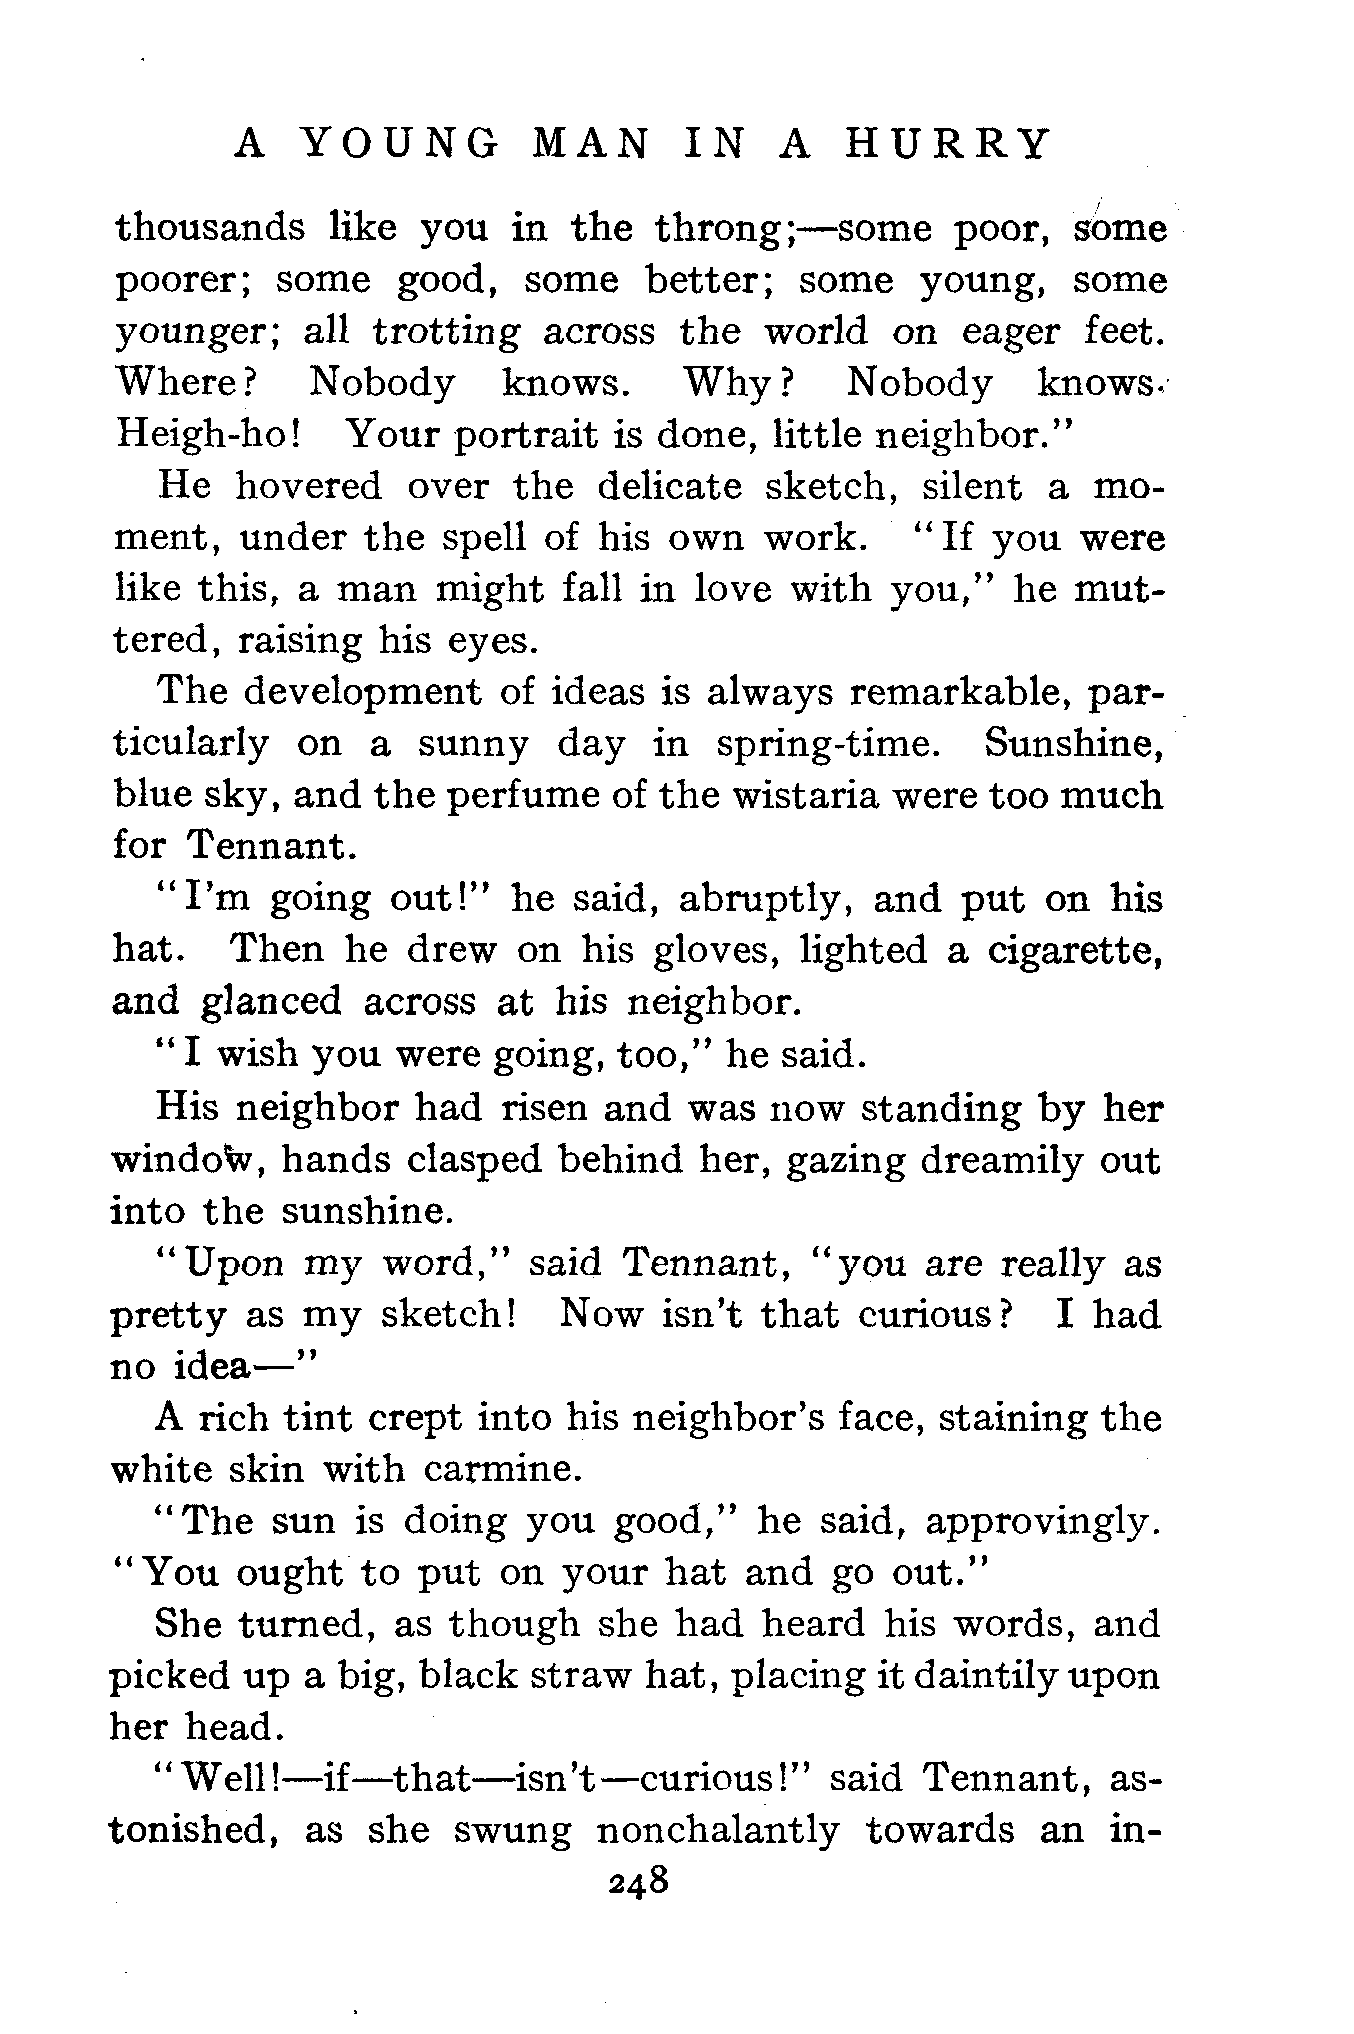 A YOUNG MAN IN A HURRY
thousands like you in the throng;—some poor, some
poorer; some good, some better; some young, some
younger; all trotting across the world on eager feet.
Where? Nobody knows. Why? Nobody knows.
Heigh-ho! Your portrait is done, little neighbor."
He hovered over the delicate sketch, silent a mo-
ment, under the spell of his own work. "If you were
like this, a man might fall in love with you," he mut-
tered, raising his eyes.
The development of ideas is always remarkable, par-
ticularly on a sunny day in spring-time. Sunshine,
blue sky, and the perfume of the wistaria were too much
for Tennant.
"I'm going out!" he said, abruptly, and put on his
hat. Then he drew on his gloves, lighted a cigarette,
and glanced across at his neighbor.
"I wish you were going, too," he said.
His neighbor had risen and was now standing by her
window, hands clasped behind her, gazing dreamily out
into the sunshine.
"Upon my word," said Tennant, "you are really as
pretty as my sketch! Now isn't that curious? I had
no idea—"
A rich tint crept into his neighbor's face, staining the
white skin with carmine.
"The sun is doing you good," he said, approvingly.
"You ought to put on your hat and go out."
She turned, as though she had heard his words, and
picked up a big, black straw hat, placing it daintily upon
her head.
"Well!—if—that—isn't—curious!" said Tennant, as-
tonished, as she swung nonchalantly towards an in-
248